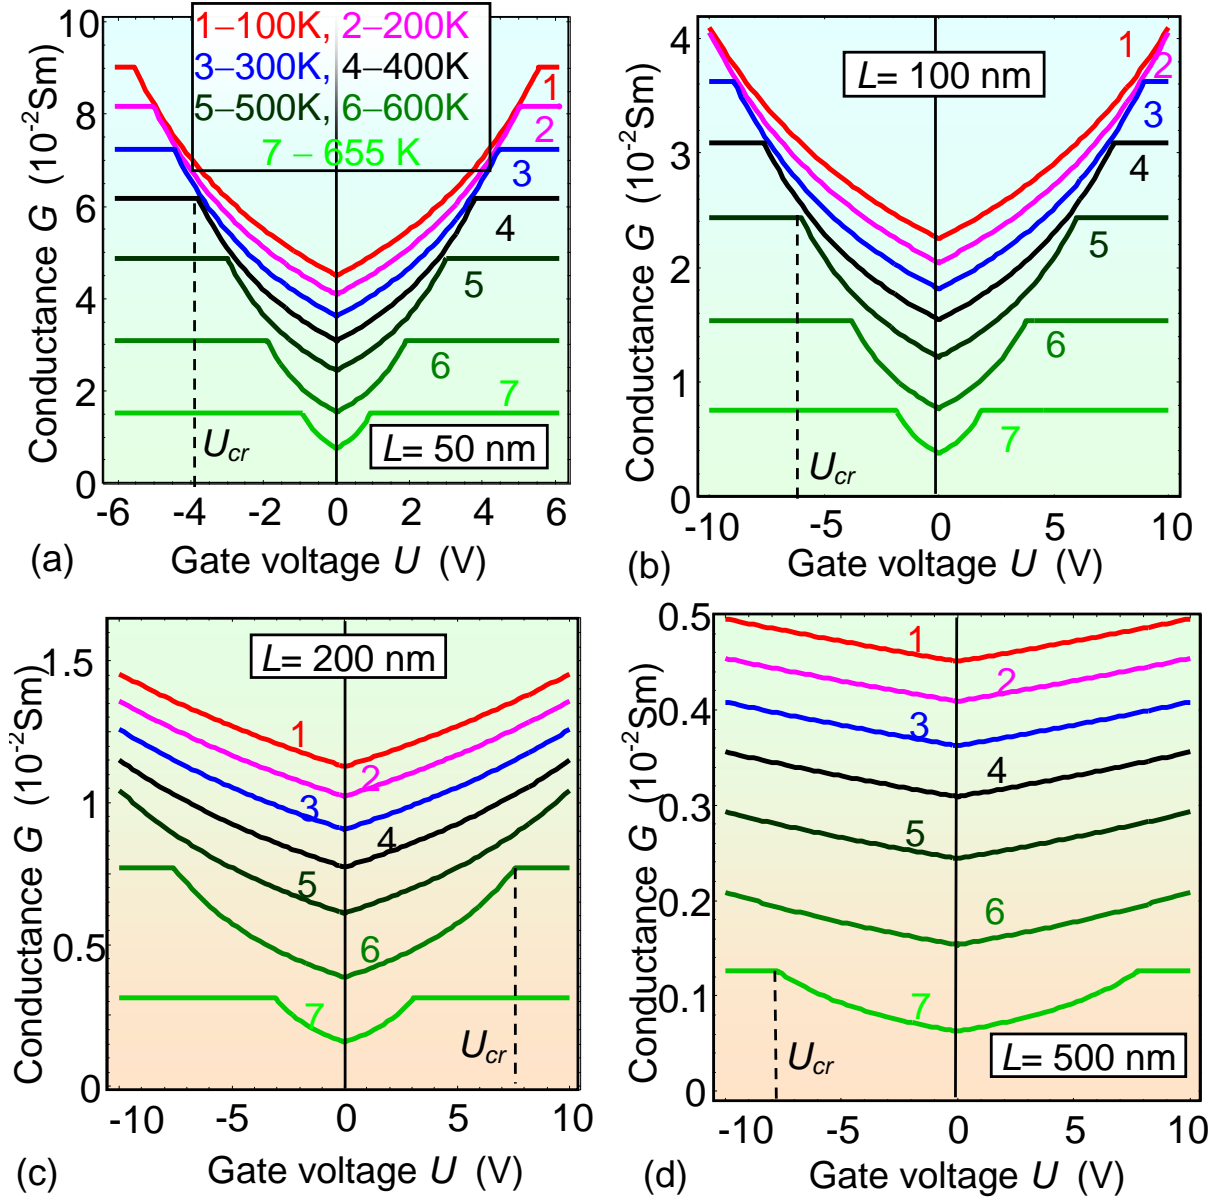 1–100K, 2–200K
3–300K, 4–400K
5–500K, 6–600K
7 – 655 K
Conductance G (10⁻²Sm)
10
8
6
4
2
0
1
2
3
4
5
6
7
U_cr
L= 50 nm
-6 -4 -2 0 2 4 6
(a) Gate voltage U (V)
L= 100 nm
Conductance G (10⁻²Sm)
4
3
2
1
0
1
2
3
4
5
6
7
U_cr
-10 -5 0 5 10
(b) Gate voltage U (V)
L= 200 nm
Conductance G (10⁻²Sm)
1.5
1
0.5
0
1
2
3
4
5
6
7
U_cr
-10 -5 0 5 10
(c) Gate voltage U (V)
Conductance G (10⁻²Sm)
0.5
0.4
0.3
0.2
0.1
0
1
2
3
4
5
6
7
U_cr
L= 500 nm
-10 -5 0 5 10
(d) Gate voltage U (V)